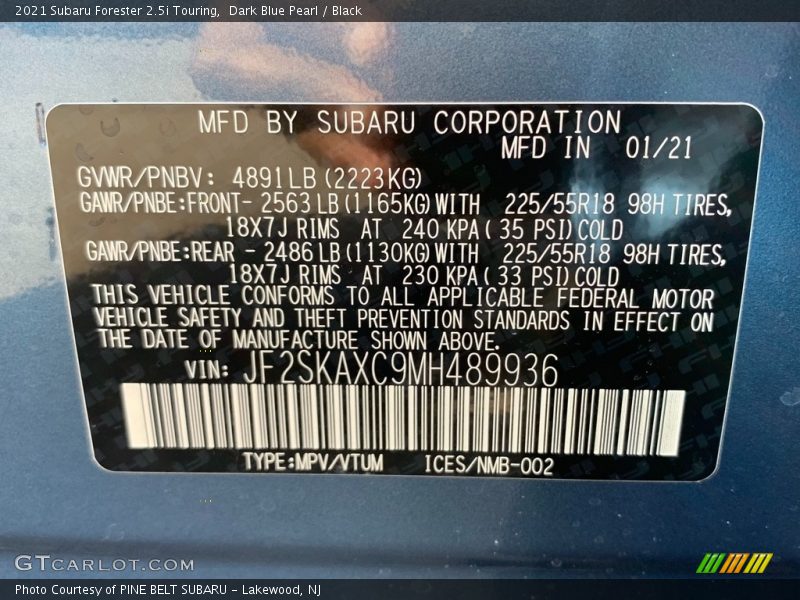 2021 Subaru Forester 2.5i Touring,  Dark Blue Pearl / Black
MFD BY SUBARU CORPORATION
MFD IN 01/21
GVWR/PNBV: 4891 LB (2223KG)
GAWR/PNBE:FRONT- 2563 LB (1165KG) WITH 225/55R18 98H TIRES,
18X7J RIMS AT 240 KPA ( 35 PSI) COLD
GAWR/PNBE:REAR - 2486 LB (1130KG) WITH 225/55R18 98H TIRES,
18X7J RIMS AT 230 KPA ( 33 PSI) COLD
THIS VEHICLE CONFORMS TO ALL APPLICABLE FEDERAL MOTOR
VEHICLE SAFETY AND THEFT PREVENTION STANDARDS IN EFFECT ON
THE DATE OF MANUFACTURE SHOWN ABOVE.
VIN: JF2SKAXC9MH489936
TYPE:MPV/VTUM ICES/NMB-002
GTCARLOT.COM
Photo Courtesy of PINE BELT SUBARU - Lakewood, NJ